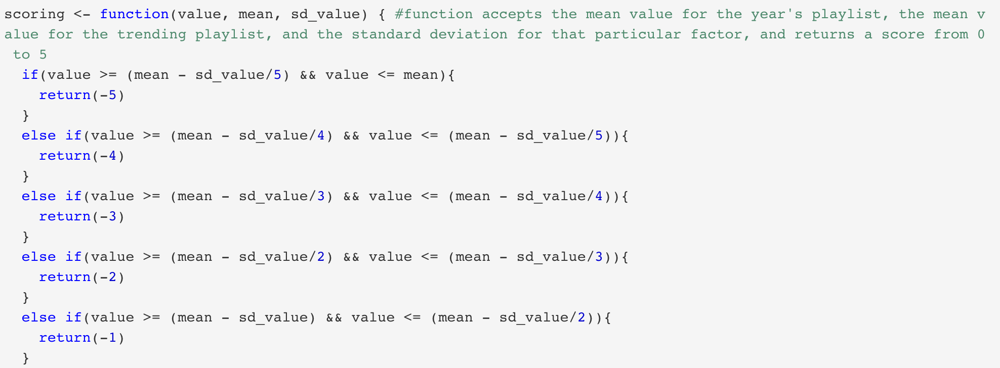 scoring <- function(value, mean, sd_value) { #function accepts the mean value for the year's playlist, the mean v
alue for the trending playlist, and the standard deviation for that particular factor, and returns a score from 0
 to 5
  if(value >= (mean - sd_value/5) && value <= mean){
    return(-5)
  }
  else if(value >= (mean - sd_value/4) && value <= (mean - sd_value/5)){
    return(-4)
  }
  else if(value >= (mean - sd_value/3) && value <= (mean - sd_value/4)){
    return(-3)
  }
  else if(value >= (mean - sd_value/2) && value <= (mean - sd_value/3)){
    return(-2)
  }
  else if(value >= (mean - sd_value) && value <= (mean - sd_value/2)){
    return(-1)
  }